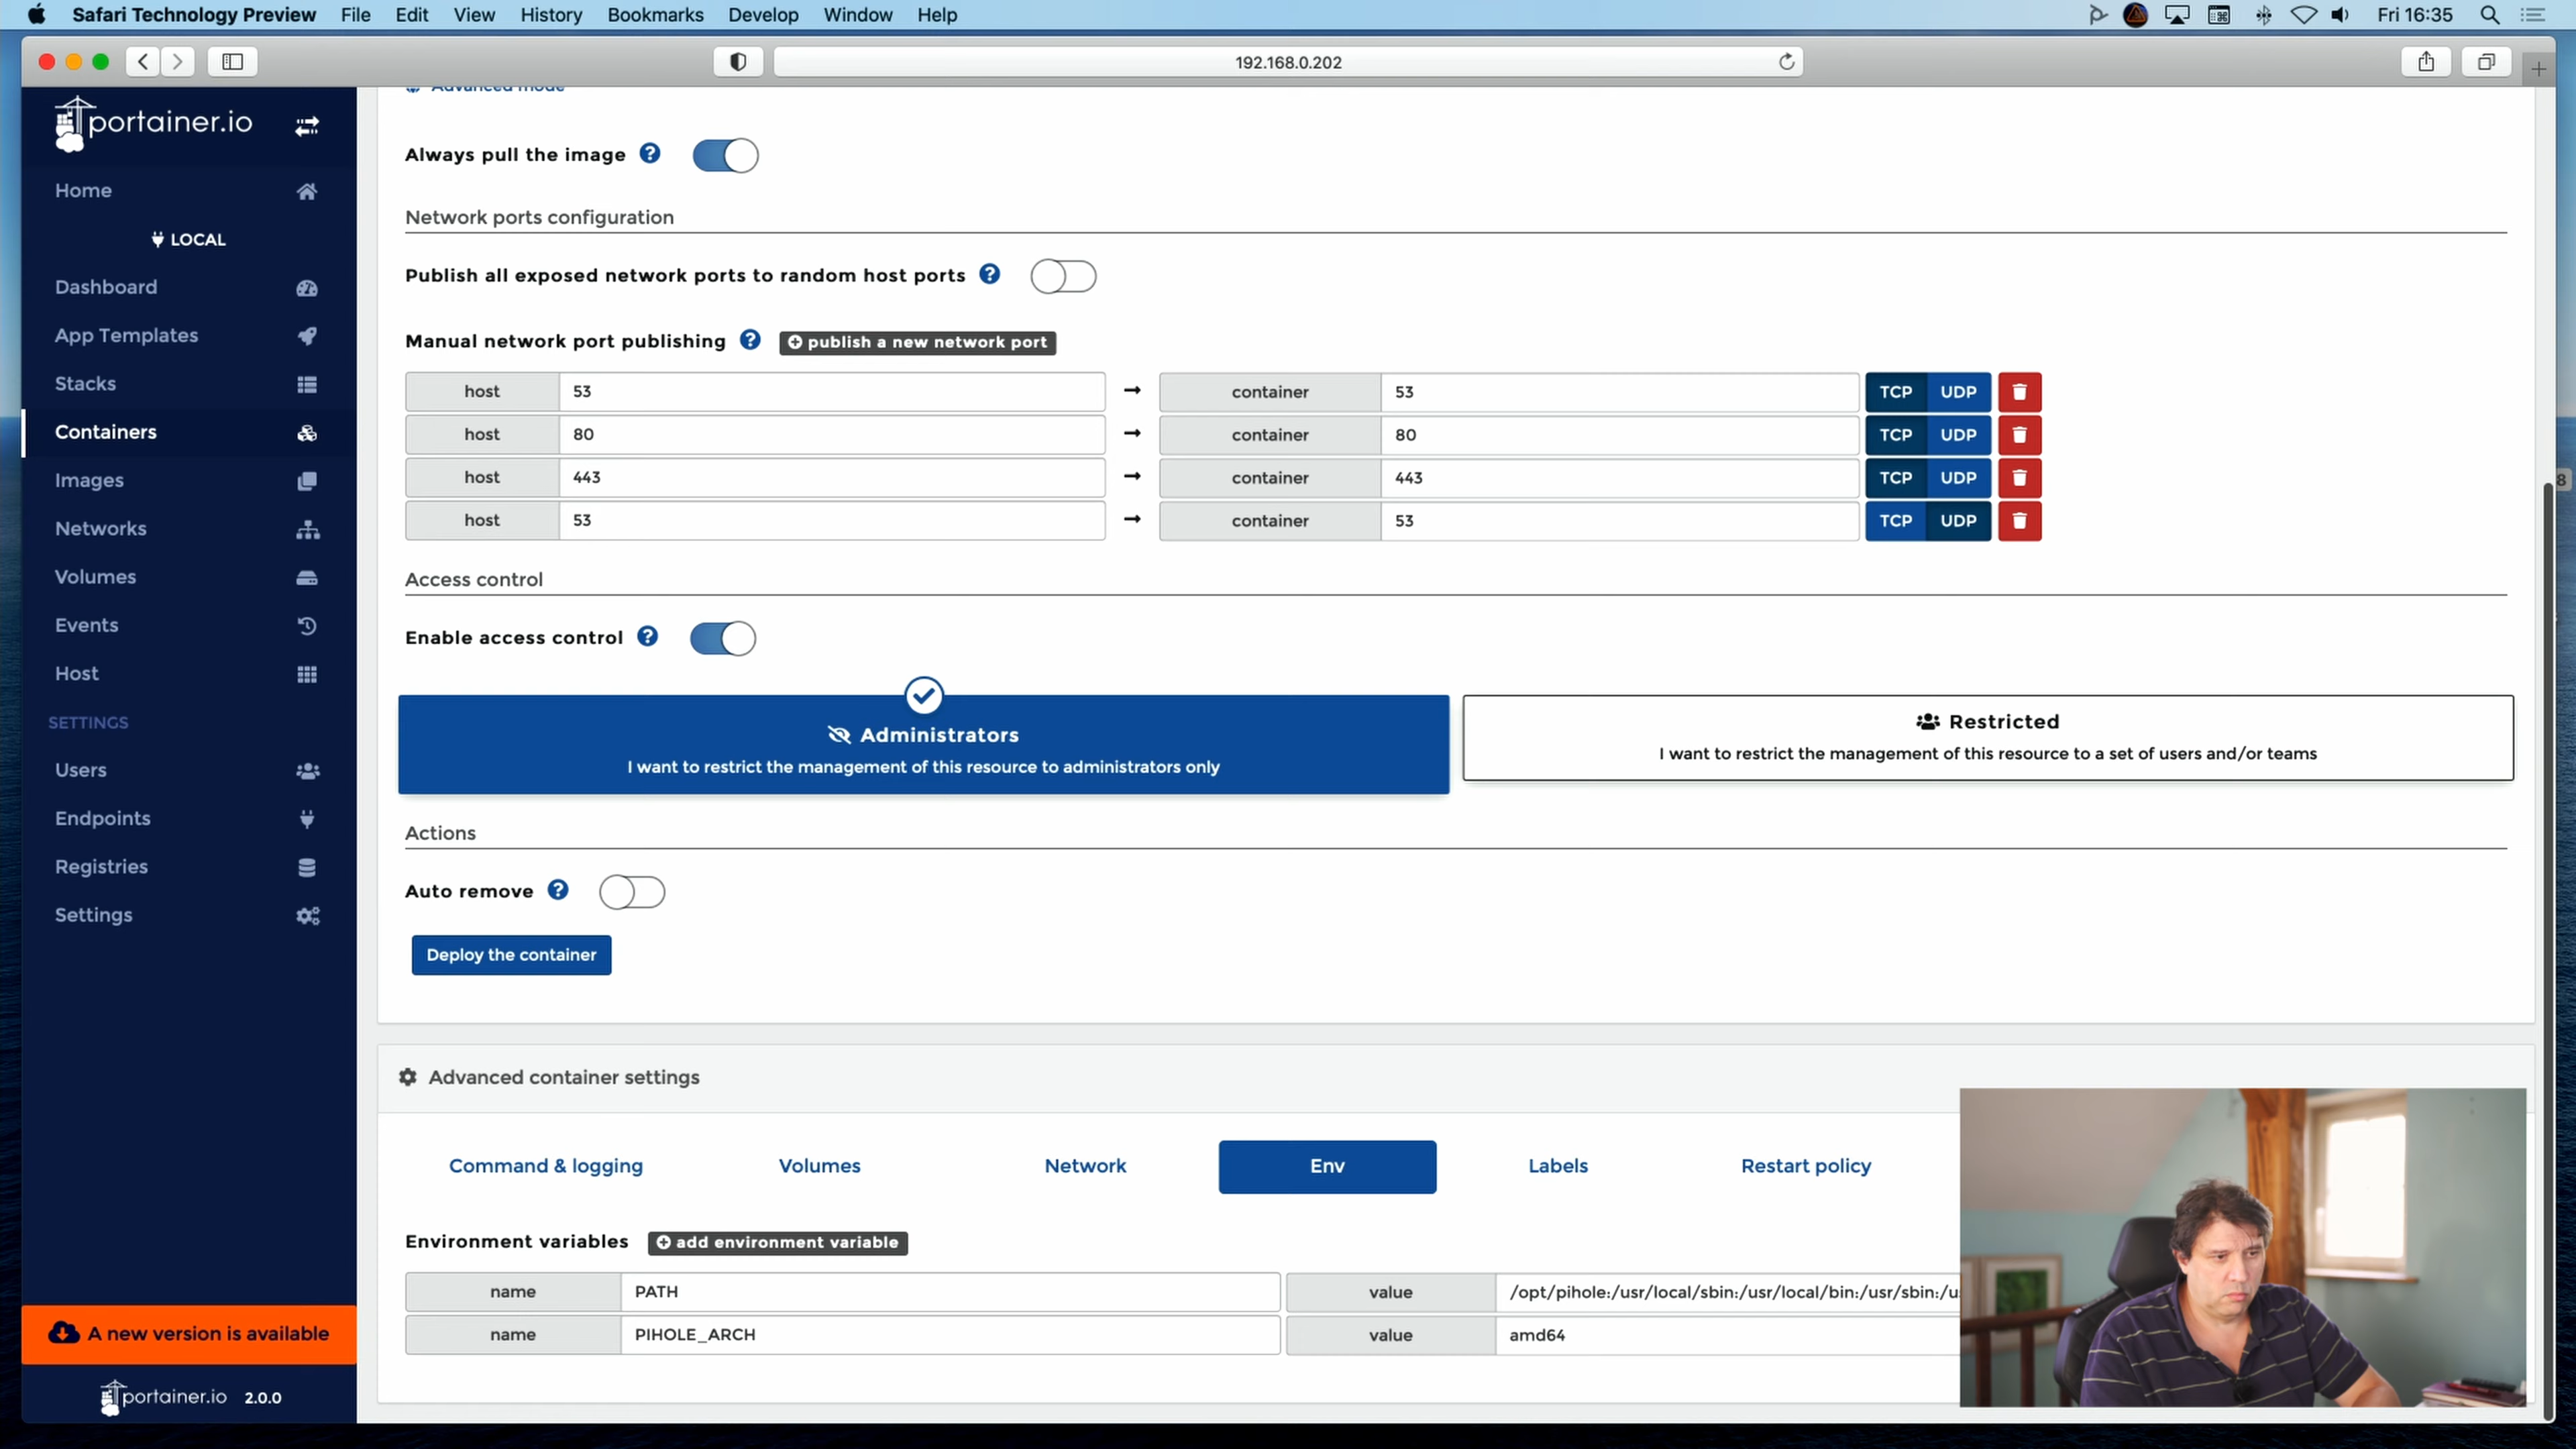 Safari Technology Preview File Edit View History Bookmarks Develop Window Help Fri 16:35
192.168.0.202
portainer.io
Home
LOCAL
Dashboard
App Templates
Stacks
Containers
Images
Networks
Volumes
Events
Host
SETTINGS
Users
Endpoints
Registries
Settings
A new version is available
portainer.io 2.0.0
Advanced mode
Always pull the image
Network ports configuration
Publish all exposed network ports to random host ports
Manual network port publishing publish a new network port
host 53 container 53 TCP UDP
host 80 container 80 TCP UDP
host 443 container 443 TCP UDP
host 53 container 53 TCP UDP
Access control
Enable access control
Administrators
I want to restrict the management of this resource to administrators only
Restricted
I want to restrict the management of this resource to a set of users and/or teams
Actions
Auto remove
Deploy the container
Advanced container settings
Command & logging Volumes Network Env Labels Restart policy
Environment variables add environment variable
name PATH value /opt/pihole:/usr/local/sbin:/usr/local/bin:/usr/sbin:/u
name PIHOLE_ARCH value amd64
8